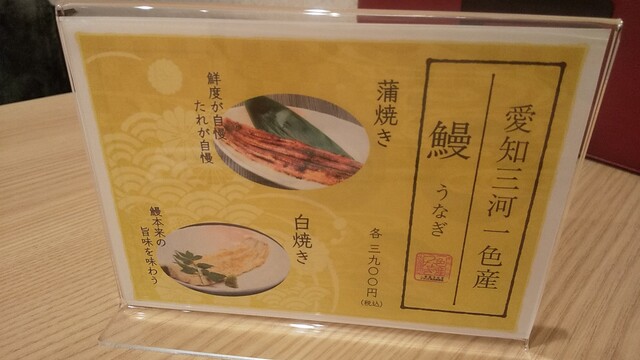 愛知三河一色産
鰻 うなぎ
蒲焼き
鮮度が自慢
たれが自慢
白焼き
鰻本来の
旨味を味わう
各 三九〇〇円
(税込)